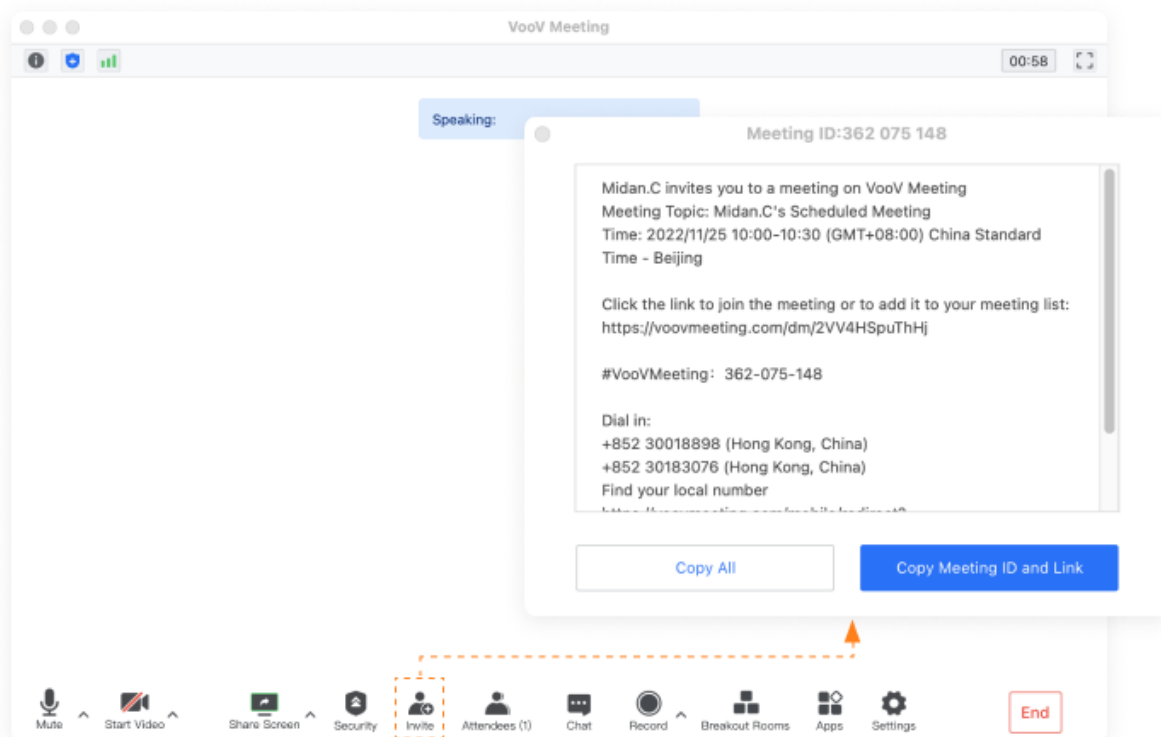 VooV Meeting
00:58
Speaking:
Meeting ID:362 075 148
Midan.C invites you to a meeting on VooV Meeting
Meeting Topic: Midan.C's Scheduled Meeting
Time: 2022/11/25 10:00-10:30 (GMT+08:00) China Standard
Time - Beijing
Click the link to join the meeting or to add it to your meeting list:
https://voovmeeting.com/dm/2VV4HSpuThHj
#VooVMeeting：362-075-148
Dial in:
+852 30018898 (Hong Kong, China)
+852 30183076 (Hong Kong, China)
Find your local number
Copy All
Copy Meeting ID and Link
Mute
Start Video
Share Screen
Security
Invite
Attendees (1)
Chat
Record
Breakout Rooms
Apps
Settings
End